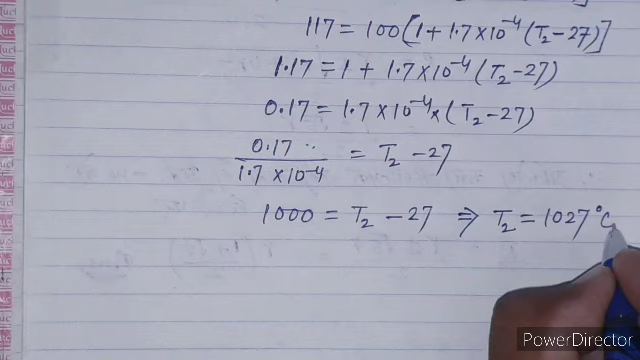 117 = 100[1 + 1.7 × 10⁻⁴ (T₂ - 27)]
1.17 = 1 + 1.7 × 10⁻⁴ (T₂ - 27)
0.17 = 1.7 × 10⁻⁴ × (T₂ - 27)
0.17 / 1.7 × 10⁻⁴ = T₂ - 27
1000 = T₂ - 27 ⇒ T₂ = 1027°C
PowerDirector